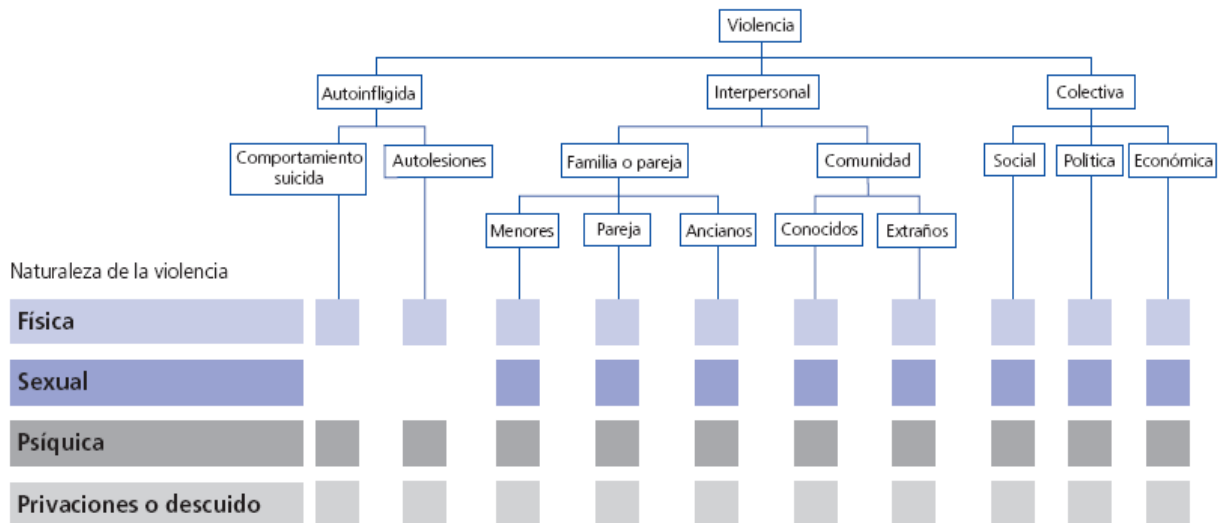 Violencia
Autoinfligida
Interpersonal
Colectiva
Comportamiento
suicida
Autolesiones
Familia o pareja
Comunidad
Social
Política
Económica
Menores
Pareja
Ancianos
Conocidos
Extraños
Naturaleza de la violencia
Física
Sexual
Psíquica
Privaciones o descuido